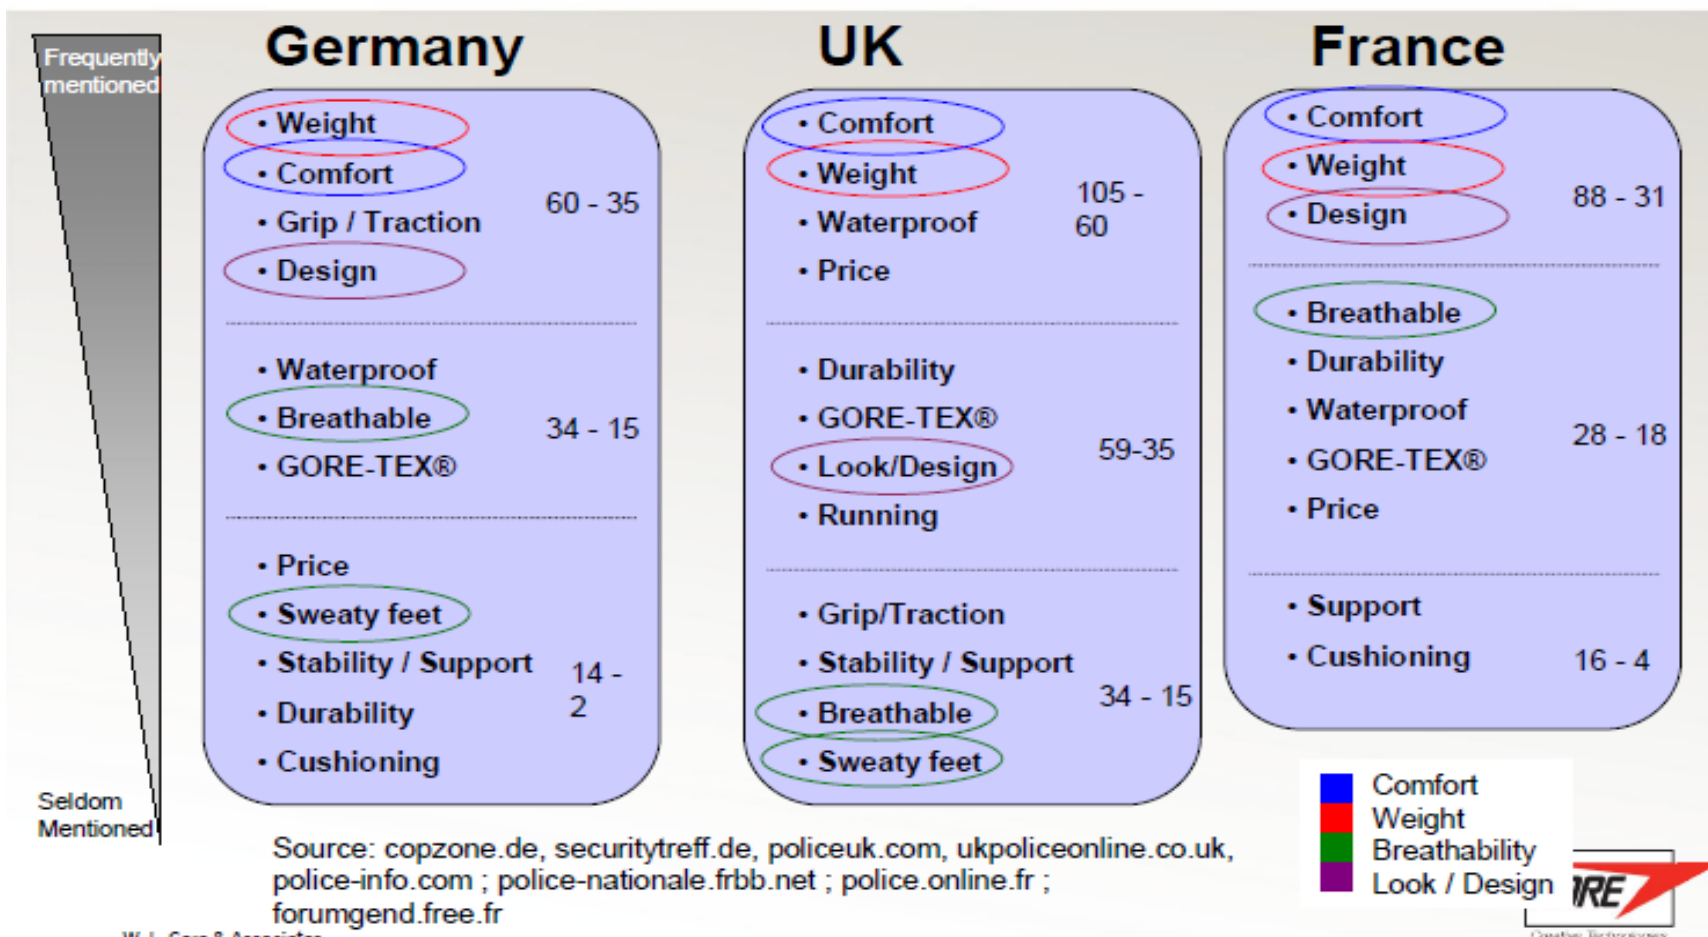 Frequently
mentioned
Germany
• Weight
• Comfort
• Grip / Traction
• Design
60 - 35
• Waterproof
• Breathable
• GORE-TEX®
34 - 15
• Price
• Sweaty feet
• Stability / Support
• Durability
• Cushioning
14 -
2
UK
• Comfort
• Weight
• Waterproof
• Price
105 -
60
• Durability
• GORE-TEX®
• Look/Design
• Running
59-35
• Grip/Traction
• Stability / Support
• Breathable
• Sweaty feet
34 - 15
France
• Comfort
• Weight
• Design
88 - 31
• Breathable
• Durability
• Waterproof
• GORE-TEX®
• Price
28 - 18
• Support
• Cushioning
16 - 4
Seldom
Mentioned
Comfort
Weight
Breathability
Look / Design
Source: copzone.de, securitytreff.de, policeuk.com, ukpoliceonline.co.uk,
police-info.com ; police-nationale.frbb.net ; police.online.fr ;
forumgend.free.fr
W. L. Gore & Associates
ORE
Creative Technologies